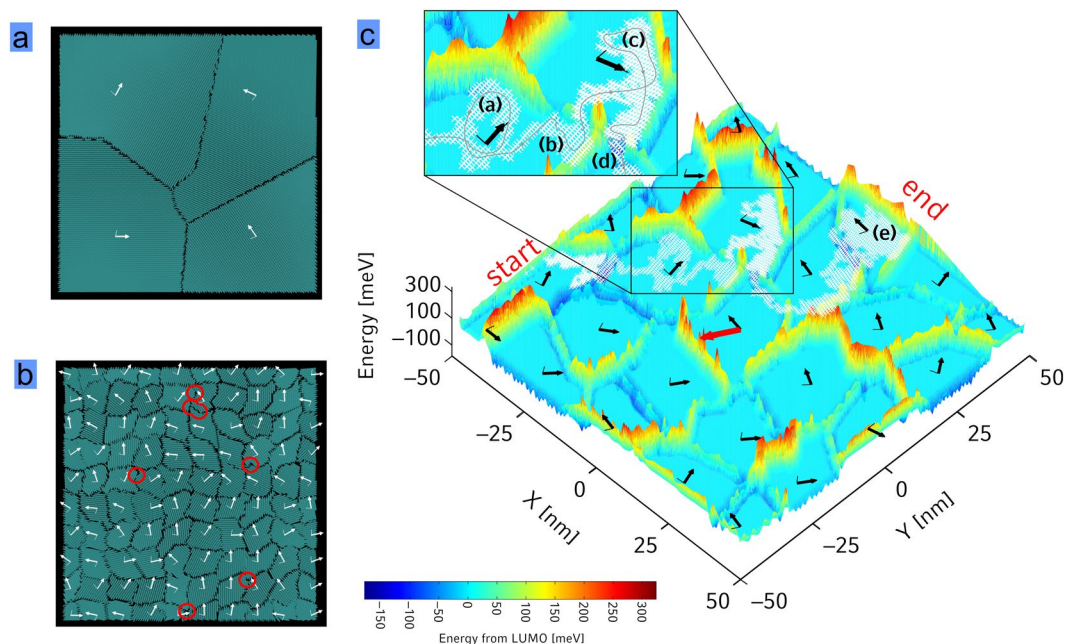 a
b
c
(a)
(b)
(c)
(d)
(e)
start
end
Energy [meV]
300
100
−100
−50
−25
0
25
50
X [nm]
−50
−25
0
25
50
Y [nm]
−150
−100
−50
0
50
100
150
200
250
300
Energy from LUMO [meV]